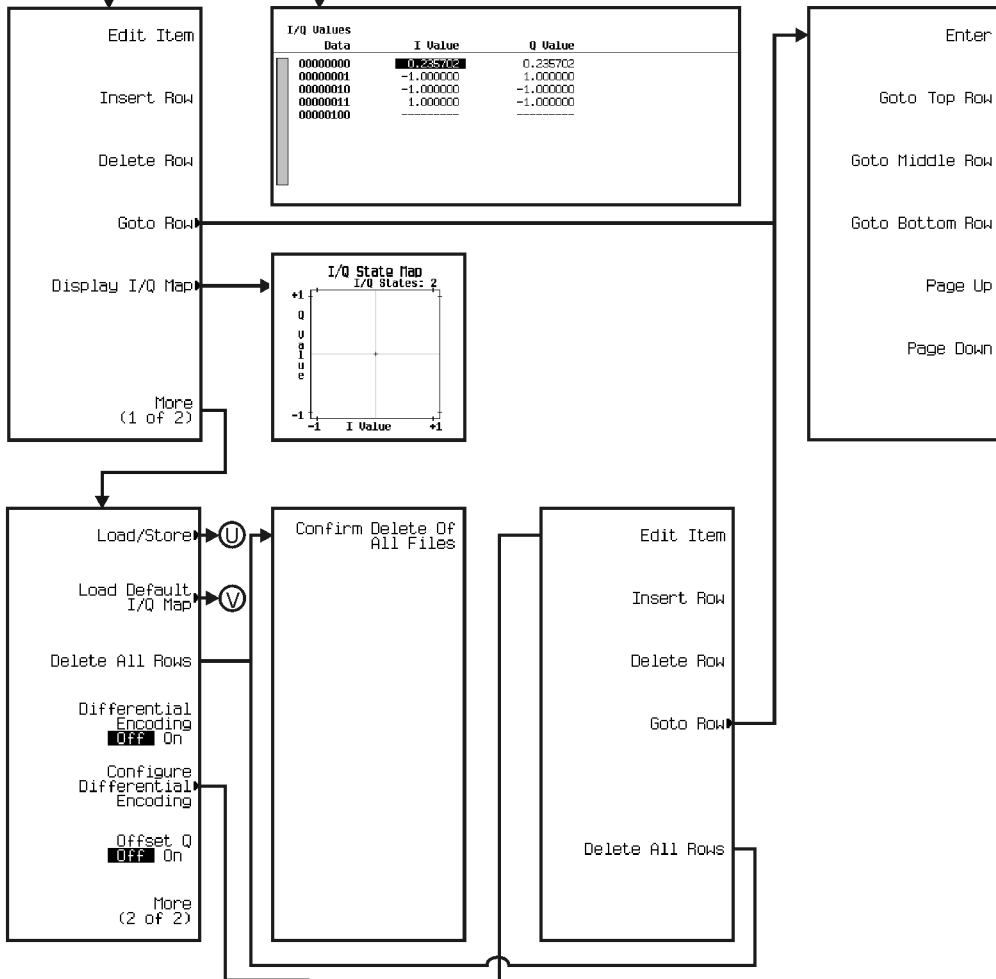 Edit Item
Insert Row
Delete Row
Goto Row
Display I/Q Map
More
(1 of 2)
I/Q Values
Data I Value Q Value
00000000 0.235702 0.235702
00000001 -1.000000 1.000000
00000010 -1.000000 -1.000000
00000011 1.000000 -1.000000
00000100 --------- ---------
Enter
Goto Top Row
Goto Middle Row
Goto Bottom Row
Page Up
Page Down
I/Q State Map
I/Q States: 2
+1
Q Value
-1
-1 I Value +1
Load/Store
U
Load Default
I/Q Map
V
Delete All Rows
Differential
Encoding
Off On
Configure
Differential
Encoding
Offset Q
Off On
More
(2 of 2)
Confirm Delete Of
All Files
Edit Item
Insert Row
Delete Row
Goto Row
Delete All Rows